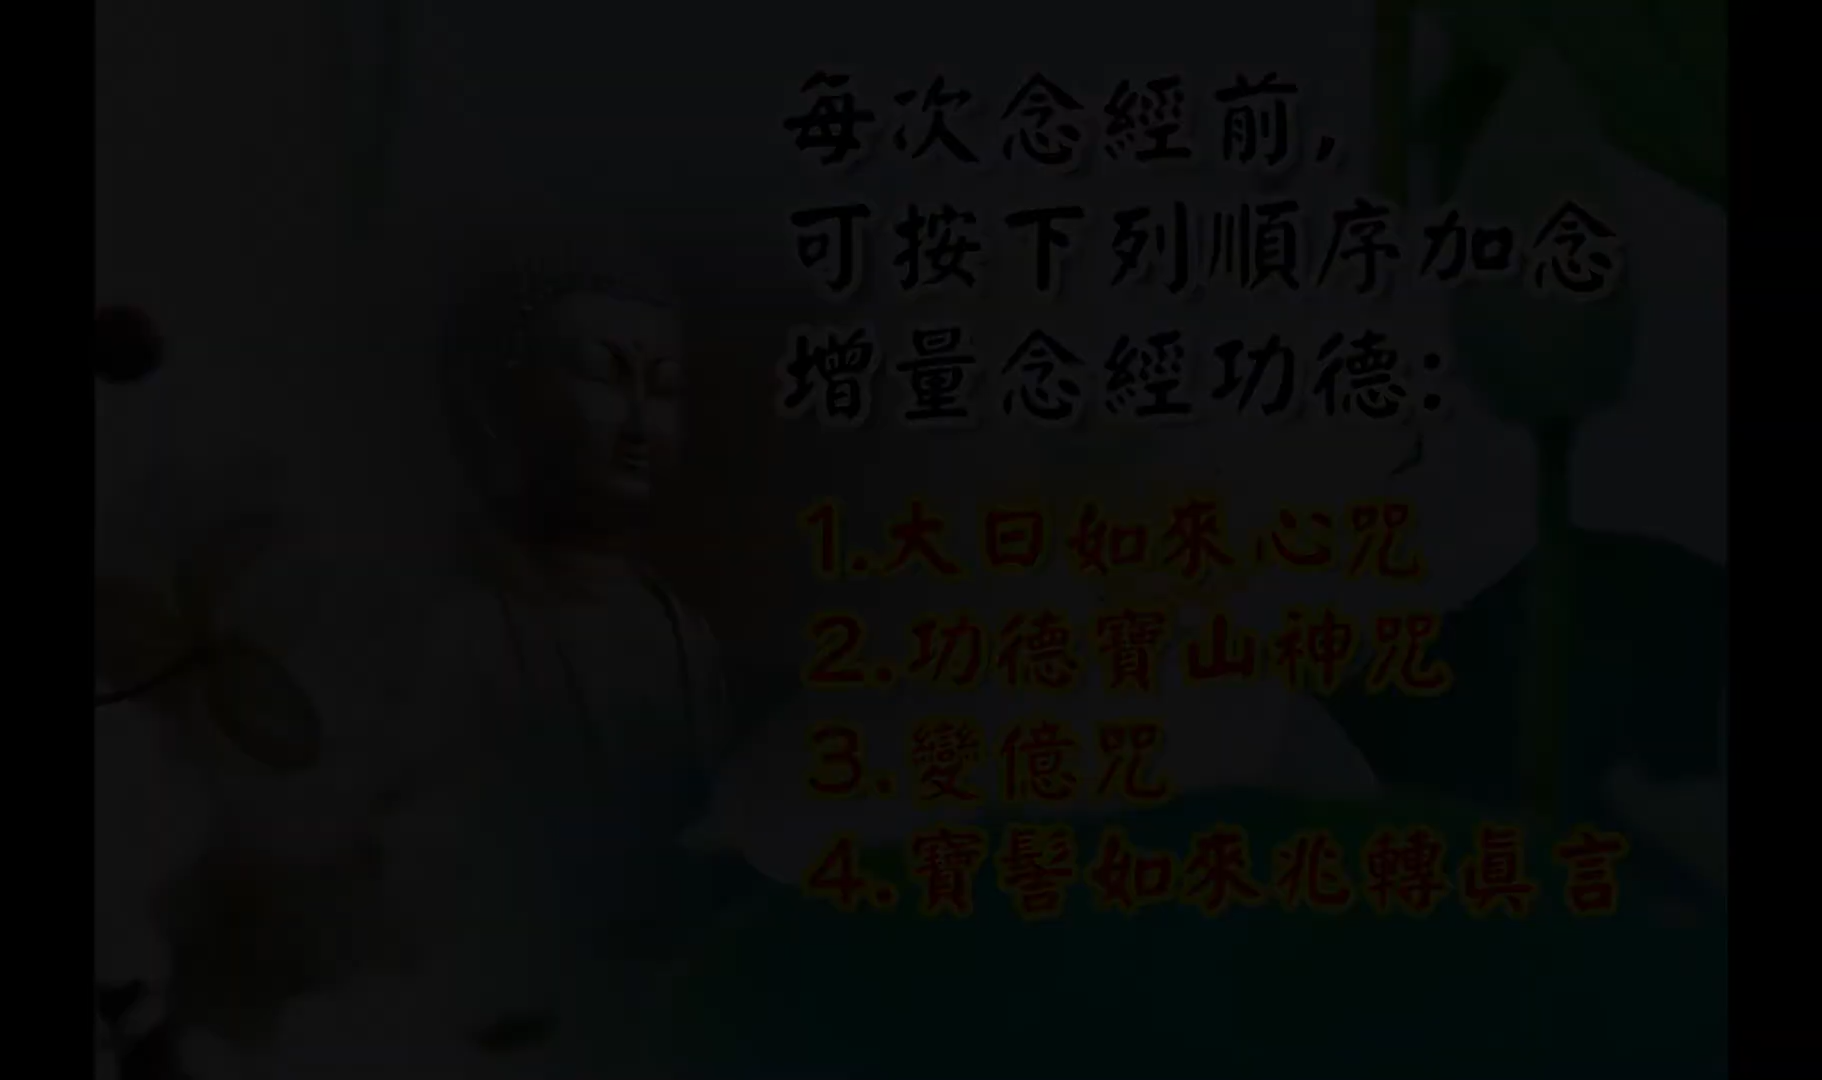 每次念經前,
可按下列順序加念
增量念經功德:
1.大日如來心咒
2.功德寶山神咒
3.變億咒
4.寶髻如來兆轉真言